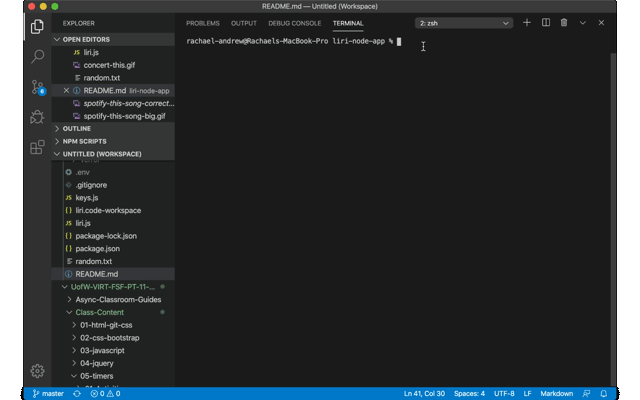 README.md — Untitled (Workspace)
EXPLORER
PROBLEMS OUTPUT DEBUG CONSOLE TERMINAL 2: zsh
OPEN EDITORS
rachael-andrew@Rachaels-MacBook-Pro liri-node-app %
JS liri.js
concert-this.gif
random.txt
README.md liri-node-app
spotify-this-song-correct...
spotify-this-song-big.gif
OUTLINE
NPM SCRIPTS
UNTITLED (WORKSPACE)
.env
.gitignore
JS keys.js
{} liri.code-workspace
JS liri.js
{} package-lock.json
{} package.json
random.txt
README.md
UofW-VIRT-FSF-PT-11-...
Async-Classroom-Guides
Class-Content
01-html-git-css
02-css-bootstrap
03-javascript
04-jquery
05-timers
master 0 0 Ln 41, Col 30 Spaces: 4 UTF-8 LF Markdown